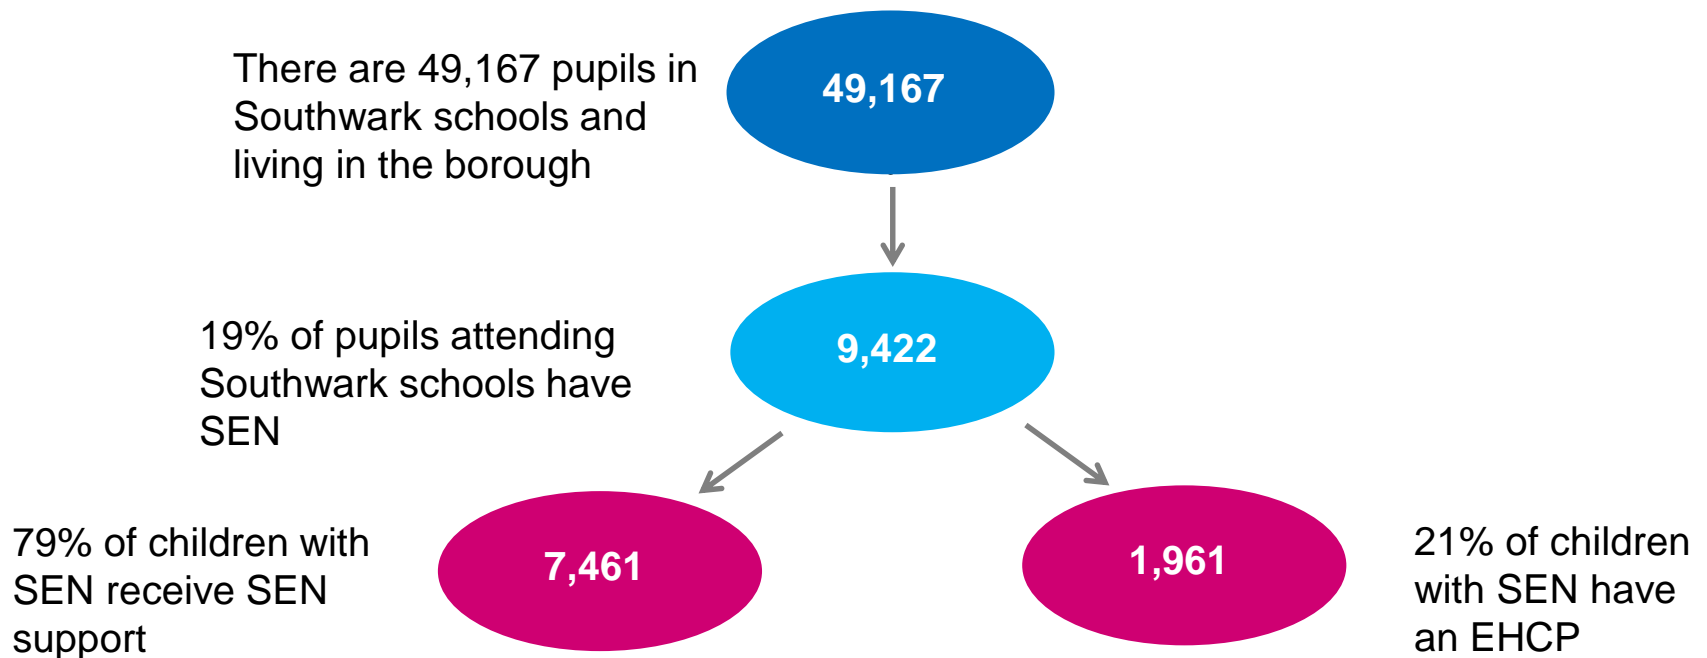 There are 49,167 pupils in
Southwark schools and
living in the borough
49,167
19% of pupils attending
Southwark schools have
SEN
9,422
79% of children with
SEN receive SEN
support
7,461
1,961
21% of children
with SEN have
an EHCP